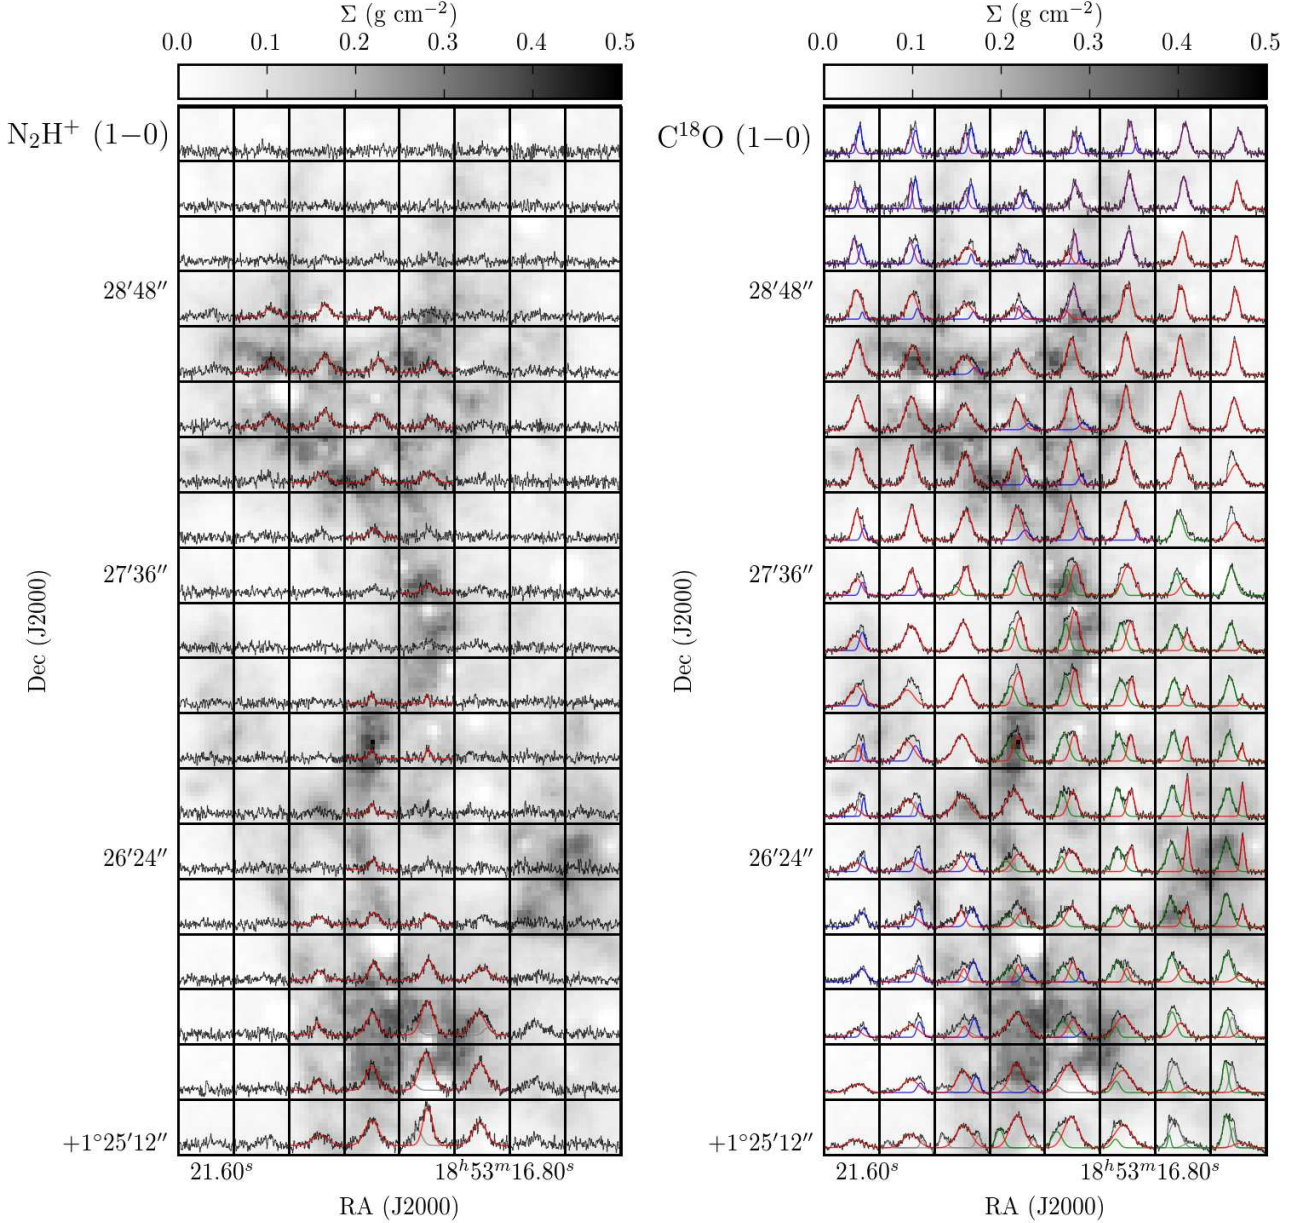 Σ (g cm−2) Σ (g cm−2)
0.0 0.1 0.2 0.3 0.4 0.5 0.0 0.1 0.2 0.3 0.4 0.5
N2H+ (1−0) C18O (1−0)
28′48″ 28′48″
27′36″ 27′36″
Dec (J2000) Dec (J2000)
26′24″ 26′24″
+1°25′12″ +1°25′12″
21.60s 18h53m16.80s 21.60s 18h53m16.80s
RA (J2000) RA (J2000)